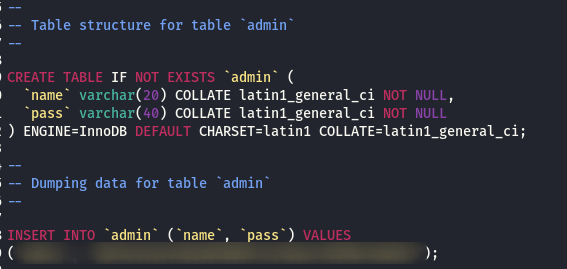 --
-- Table structure for table `admin`
--
CREATE TABLE IF NOT EXISTS `admin` (
`name` varchar(20) COLLATE latin1_general_ci NOT NULL,
`pass` varchar(40) COLLATE latin1_general_ci NOT NULL
) ENGINE=InnoDB DEFAULT CHARSET=latin1 COLLATE=latin1_general_ci;
--
-- Dumping data for table `admin`
--
INSERT INTO `admin` (`name`, `pass`) VALUES
( );